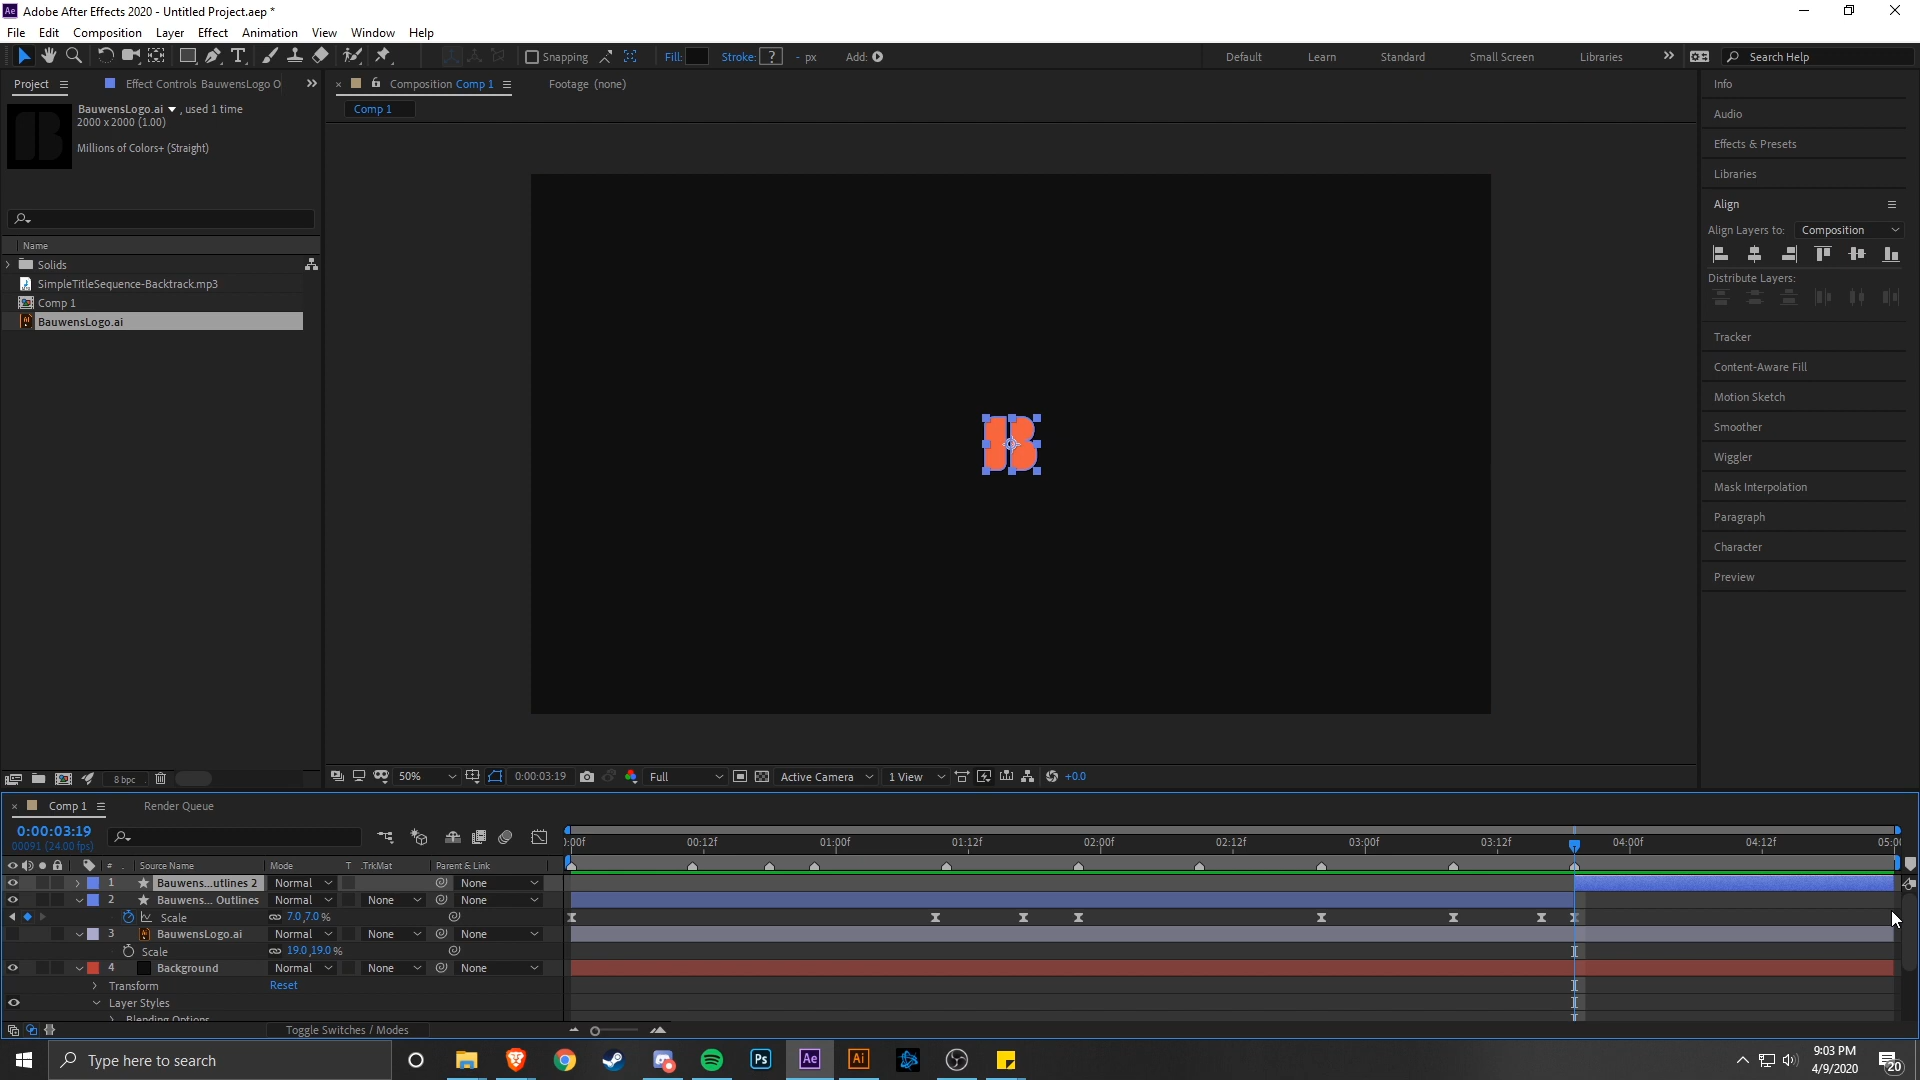 Ae Adobe After Effects 2020 - Untitled Project.aep *
File Edit Composition Layer Effect Animation View Window Help
Snapping Fill: Stroke: ? - px Add: Default Learn Standard Small Screen Libraries Search Help
Project Effect Controls BauwensLogo O
Composition Comp 1 Footage (none)
Info
BauwensLogo.ai , used 1 time
2000 x 2000 (1.00)
Millions of Colors+ (Straight)
Comp 1
Audio
Effects & Presets
Libraries
Align
Align Layers to: Composition
Distribute Layers:
Name
Solids
SimpleTitleSequence-Backtrack.mp3
Comp 1
BauwensLogo.ai
Tracker
Content-Aware Fill
Motion Sketch
Smoother
Wiggler
Mask Interpolation
Paragraph
Character
Preview
B
8 bpc
50% 0:00:03:19 Full Active Camera 1 View +0.0
Comp 1 Render Queue
0:00:03:19
00091 (24.00 fps)
:00f 00:12f 01:00f 01:12f 02:00f 02:12f 03:00f 03:12f 04:00f 04:12f 05:00
# Source Name Mode T .TrkMat Parent & Link
1 Bauwens...utlines 2 Normal None
2 Bauwens... Outlines Normal None None
Scale 7.0,7.0 %
3 BauwensLogo.ai Normal None None
Scale 19.0,19.0 %
4 Background Normal None None
Transform Reset
Layer Styles
Blending Options
Toggle Switches / Modes
Type here to search
Ps Ae Ai
9:03 PM
4/9/2020
20